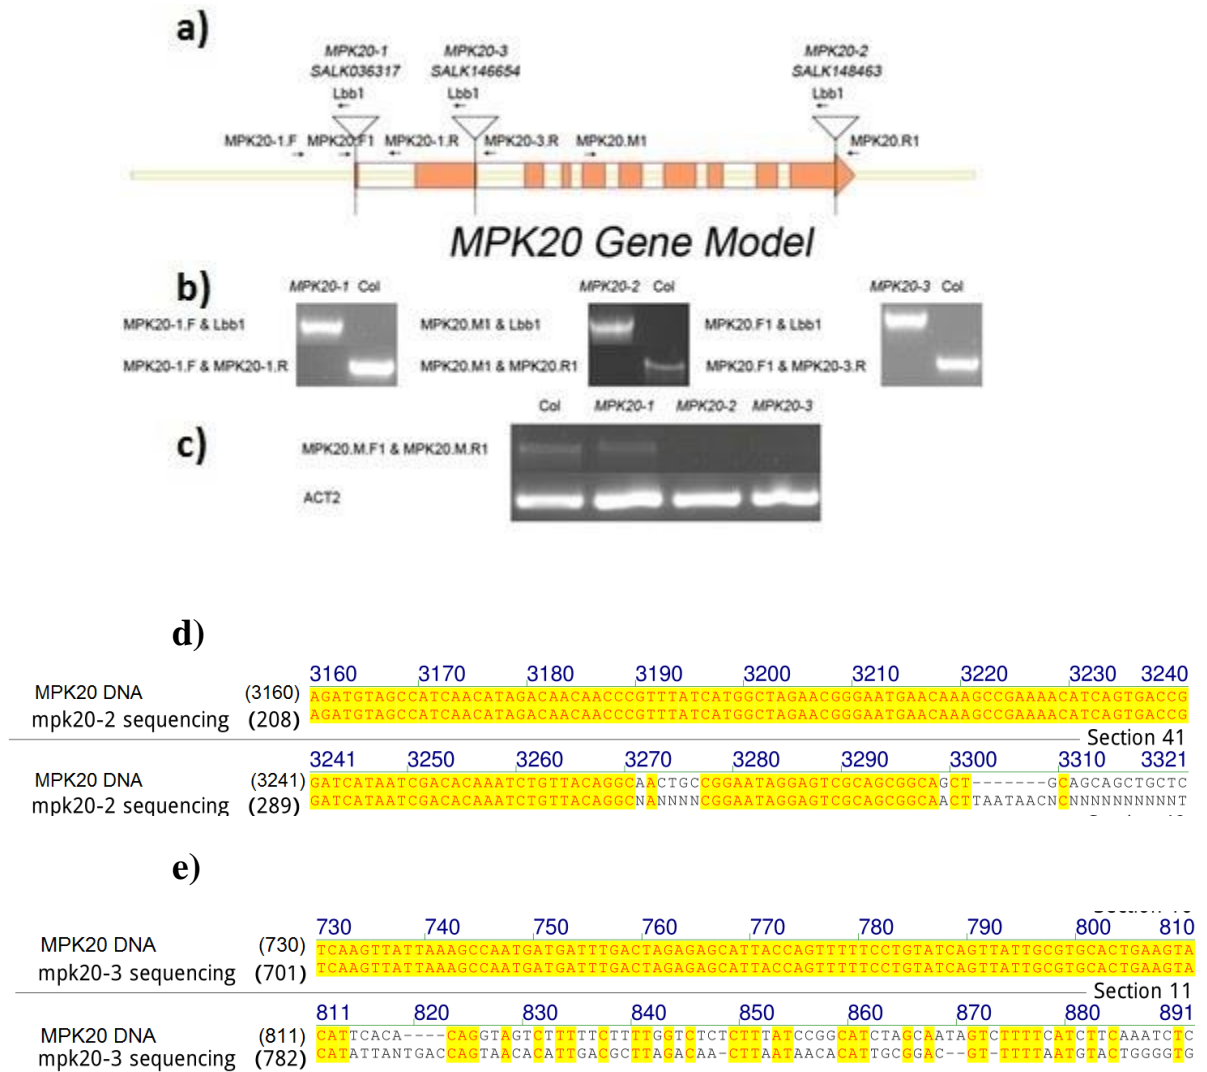 a)
MPK20-1 MPK20-3 MPK20-2
SALK036317 SALK146654 SALK148463
Lbb1 Lbb1 Lbb1
MPK20-1.F MPK20.F1 MPK20-1.R MPK20-3.R MPK20.M1 MPK20.R1
MPK20 Gene Model
b)
MPK20-1 Col MPK20-2 Col MPK20-3 Col
MPK20-1.F & Lbb1 MPK20.M1 & Lbb1 MPK20.F1 & Lbb1
MPK20-1.F & MPK20-1.R MPK20.M1 & MPK20.R1 MPK20.F1 & MPK20-3.R
Col MPK20-1 MPK20-2 MPK20-3
c)
MPK20.M.F1 & MPK20.M.R1
ACT2
d)
3160 3170 3180 3190 3200 3210 3220 3230 3240
MPK20 DNA (3160) AGATGTAGCCATCAACATAGACAACAACCCGTTTATCATGGCTAGAACGGGAATGAACAAAGCCGAAAACATCAGTGACCG
mpk20-2 sequencing (208) AGATGTAGCCATCAACATAGACAACAACCCGTTTATCATGGCTAGAACGGGAATGAACAAAGCCGAAAACATCAGTGACCG
Section 41
3241 3250 3260 3270 3280 3290 3300 3310 3321
MPK20 DNA (3241) GATCATAATCGACACAAATCTGTTACAGGCAACTGCCGGAATAGGAGTCGCAGCGGCAGCT-------GCAGCAGCTGCTC
mpk20-2 sequencing (289) GATCATAATCGACACAAATCTGTTACAGGCNANNNNCGGAATAGGAGTCGCAGCGGCAACTTAATAACNCNNNNNNNNNNT
e)
730 740 750 760 770 780 790 800 810
MPK20 DNA (730) TCAAGTTATTAAAGCCAATGATGATTTGACTAGAGAGCATTACCAGTTTTTCCTGTATCAGTTATTGCGTGCACTGAAGTA
mpk20-3 sequencing (701) TCAAGTTATTAAAGCCAATGATGATTTGACTAGAGAGCATTACCAGTTTTTCCTGTATCAGTTATTGCGTGCACTGAAGTA
Section 11
811 820 830 840 850 860 870 880 891
MPK20 DNA (811) CATTCACA----CAGGTAGTCTTTTTCTTTTGGTCTCTCTTTATCCGGCATCTAGCAATAGTCTTTTCATCTTCAAATCTC
mpk20-3 sequencing (782) CATATTANTGACCAGTAACACATTGACGCTTAGACAA-CTTAATAACACATTGCGGAC--GT-TTTTAATGTACTGGGGTG